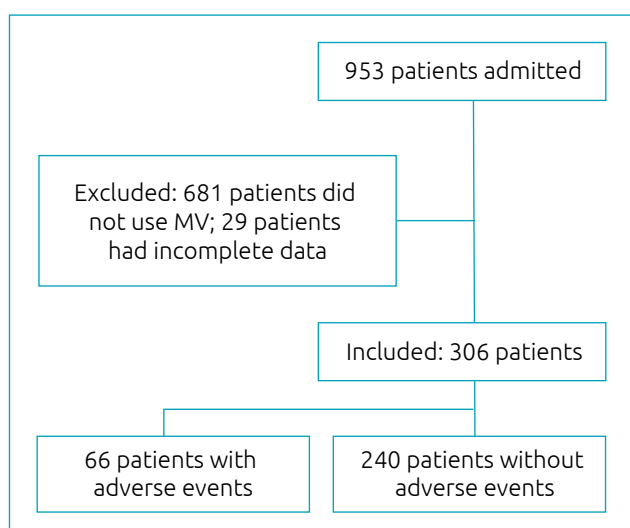 953 patients admitted
Excluded: 681 patients did
not use MV; 29 patients
had incomplete data
Included: 306 patients
66 patients with
adverse events
240 patients without
adverse events